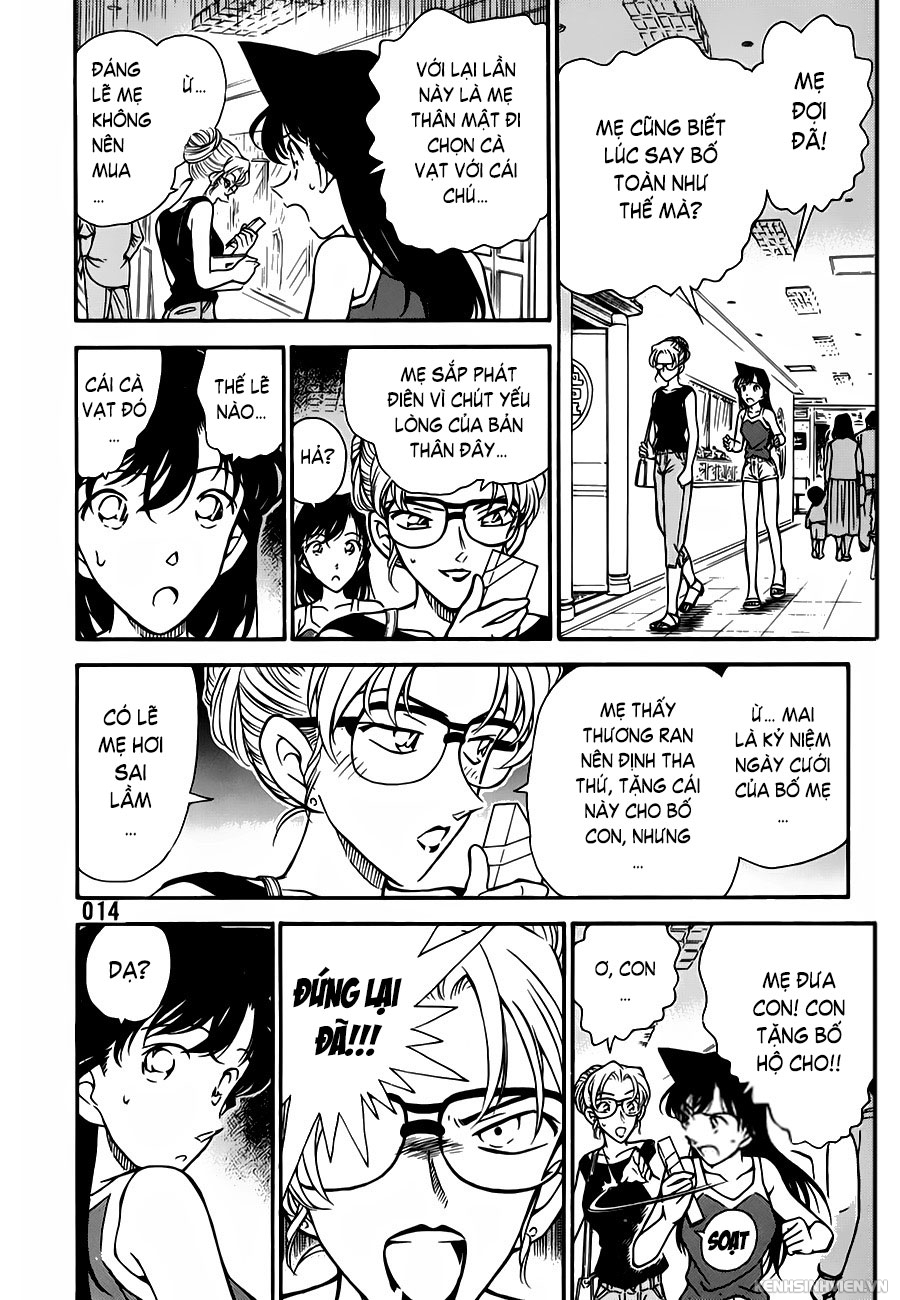 MẸ
ĐỢI
ĐÃ!
MẸ CŨNG BIẾT
LÚC SAY BỐ
TOÀN NHƯ
THẾ MÀ?
VỚI LẠI LẦN
NÀY LÀ MẸ
THÂN MẬT ĐI
CHỌN CÀ
VẠT VỚI CÁI
CHÚ...
Ừ...
ĐÁNG
LẼ MẸ
KHÔNG
NÊN
MUA
...
MẸ SẮP PHÁT
ĐIÊN VÌ CHÚT YẾU
LÒNG CỦA BẢN
THÂN ĐÂY...
HẢ?
THẾ LẼ
NÀO...
CÁI CÀ
VẠT ĐÓ
...
Ừ... MAI
LÀ KỶ NIỆM
NGÀY CƯỚI
CỦA BỐ MẸ
...
MẸ THẤY
THƯƠNG RAN
NÊN ĐỊNH THA
THỨ, TẶNG CÁI
NÀY CHO BỐ
CON, NHƯNG
...
CÓ LẼ
MẸ HƠI
SAI
LẦM
...
014
MẸ ĐƯA
CON! CON
TẶNG BỐ
HỘ CHO!!
Ơ, CON
...
SOẠT
ĐỨNG LẠI
ĐÃ!!!
DẠ?
KENHSINHVIEN.VN